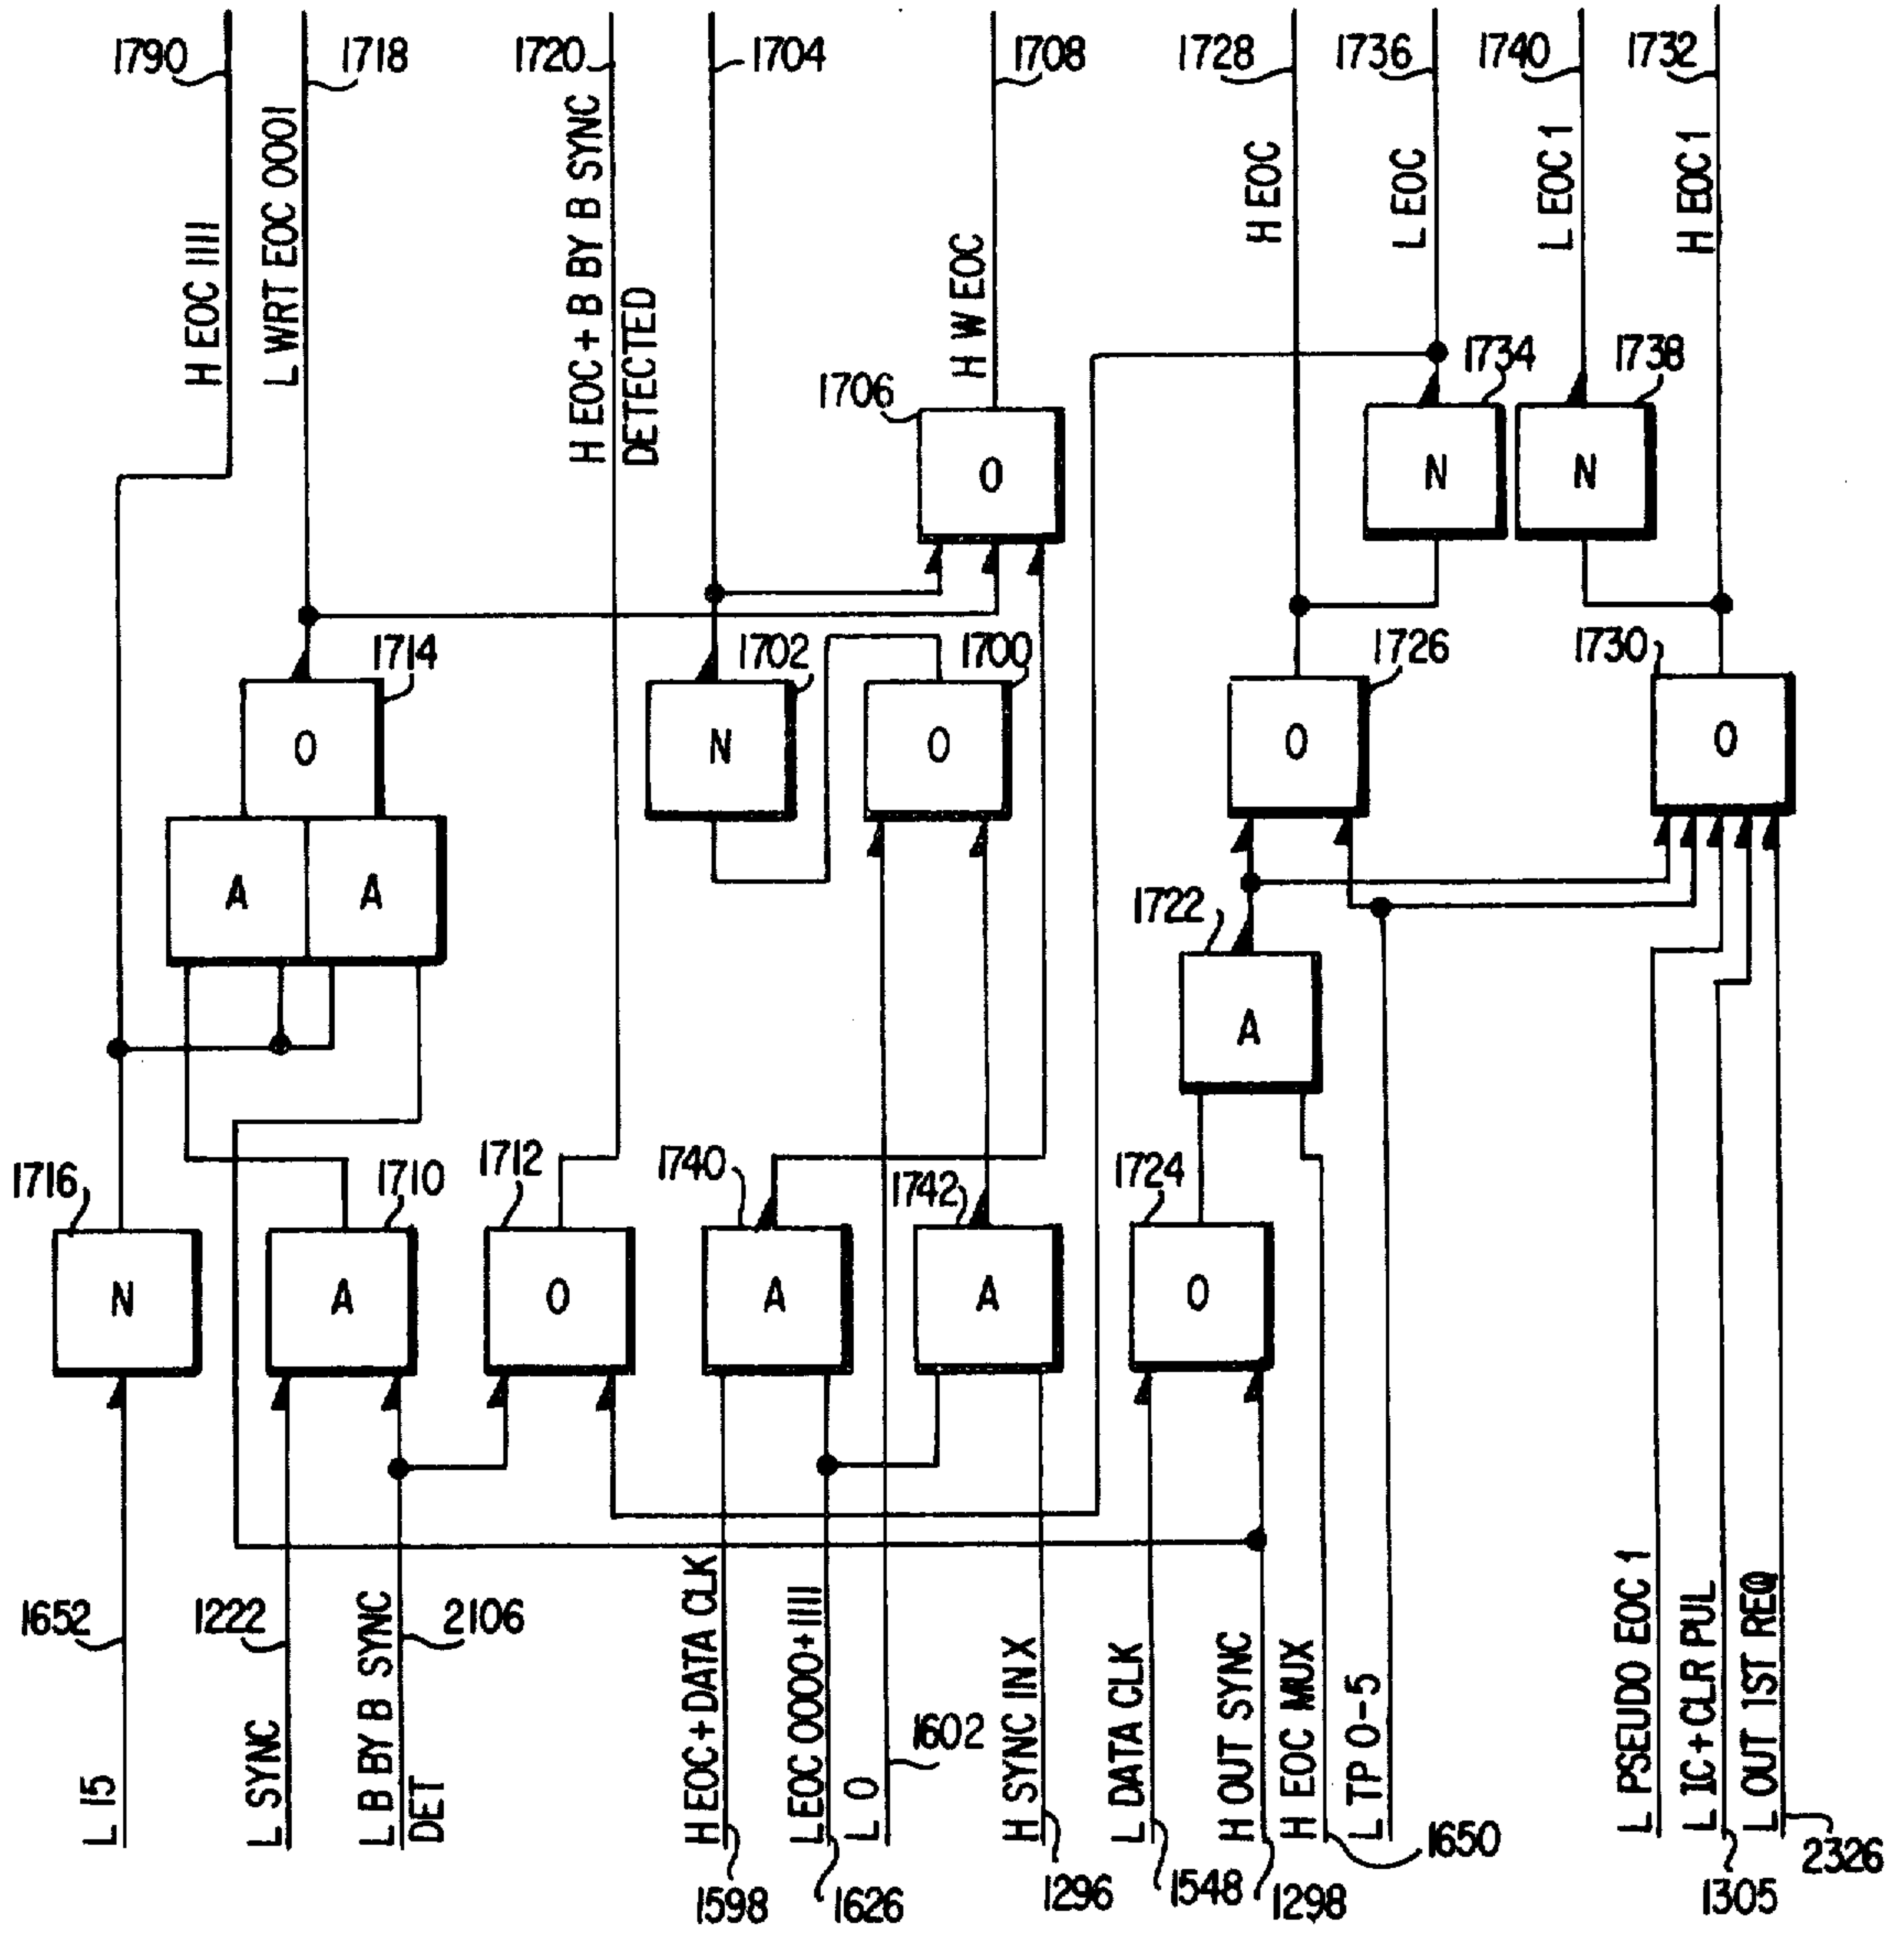 1790
1718
1720
1704
1708
1728
1736
1740
1732
H EOC 1111
L WRT EOC 0001
H EOC + B BY B SYNC
DETECTED
H W EOC
H EOC
L EOC
L EOC 1
H EOC 1
1706
1734
1738
O
N
N
1714
1702
1700
1726
1730
O
N
O
O
O
A
A
1722
A
1716
1710
1712
1740
1742
1724
N
A
O
A
A
O
1652
1222
2106
1602
L 15
L SYNC
L B BY B SYNC
DET
H EOC + DATA CLK
L EOC 0000+1111
L 0
H SYNC IN X
L DATA CLK
H OUT SYNC
H EOC MUX
L TP 0-5
L PSEUDO EOC 1
L IC + CLR PUL
L OUT 1ST REQ
1598
1626
1296
1548
1298
1650
1305
2326